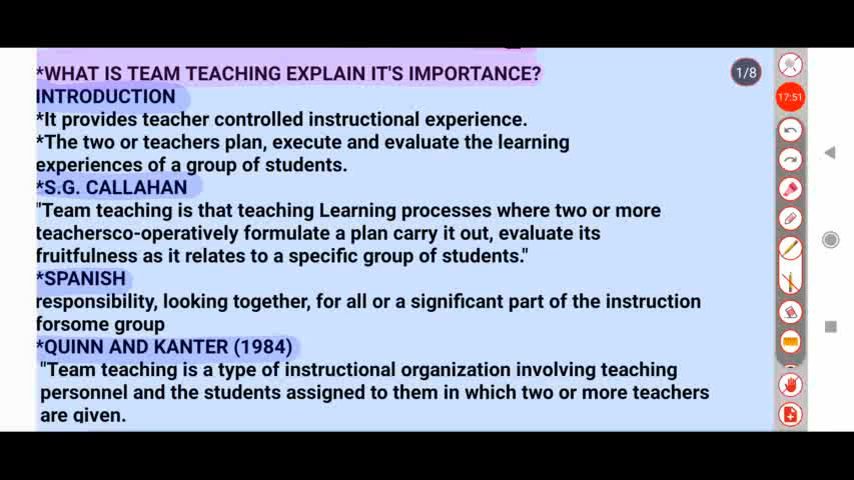 *WHAT IS TEAM TEACHING EXPLAIN IT'S IMPORTANCE?
1/8
INTRODUCTION
17:51
*It provides teacher controlled instructional experience.
*The two or teachers plan, execute and evaluate the learning
experiences of a group of students.
*S.G. CALLAHAN
"Team teaching is that teaching Learning processes where two or more
teachersco-operatively formulate a plan carry it out, evaluate its
fruitfulness as it relates to a specific group of students."
*SPANISH
responsibility, looking together, for all or a significant part of the instruction
forsome group
*QUINN AND KANTER (1984)
"Team teaching is a type of instructional organization involving teaching
personnel and the students assigned to them in which two or more teachers
are given.